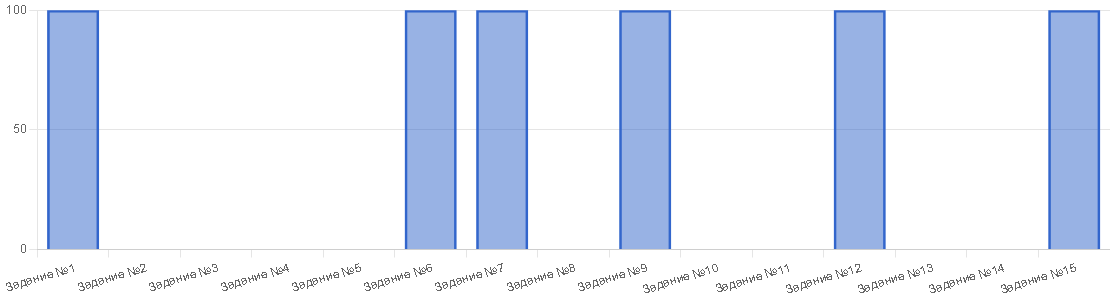 100
50
0
Задание №1
Задание №2
Задание №3
Задание №4
Задание №5
Задание №6
Задание №7
Задание №8
Задание №9
Задание №10
Задание №11
Задание №12
Задание №13
Задание №14
Задание №15